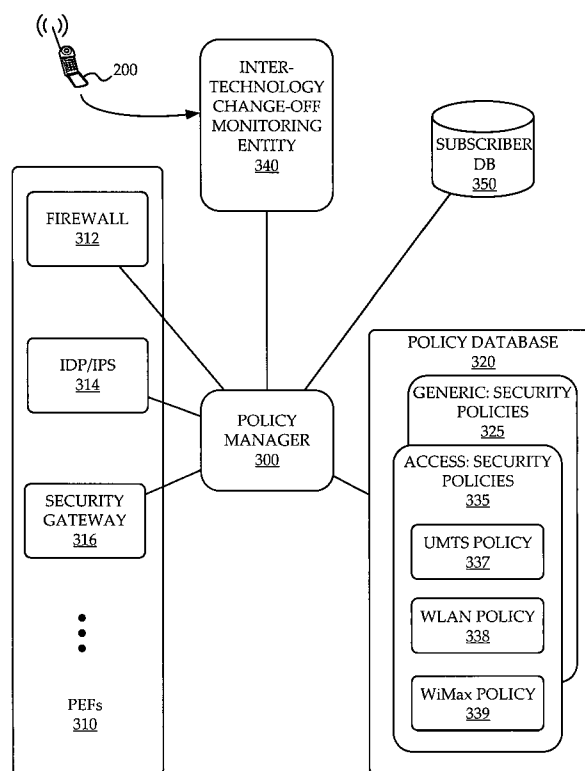 200
INTER-
TECHNOLOGY
CHANGE-OFF
MONITORING
ENTITY
340
SUBSCRIBER
DB
350
FIREWALL
312
IDP/IPS
314
SECURITY
GATEWAY
316
PEFs
310
POLICY
MANAGER
300
POLICY DATABASE
320
GENERIC: SECURITY
POLICIES
325
ACCESS: SECURITY
POLICIES
335
UMTS POLICY
337
WLAN POLICY
338
WiMax POLICY
339